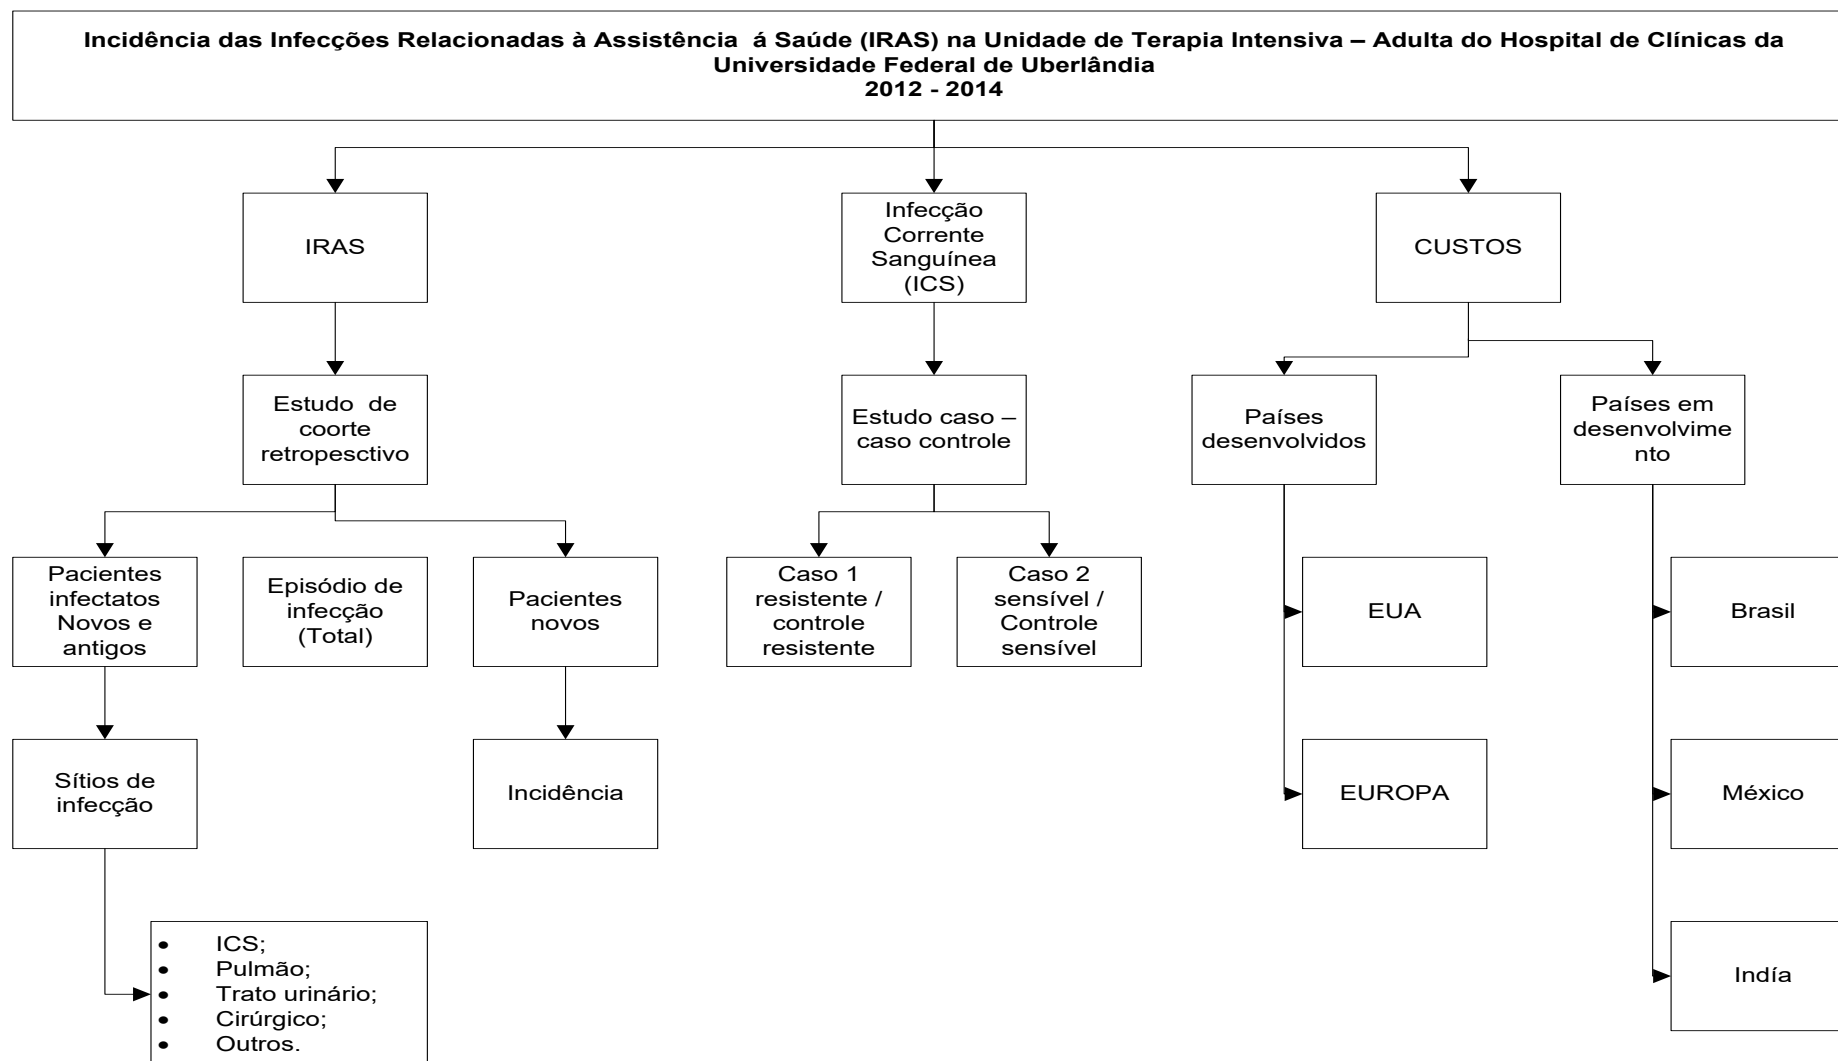 Incidência das Infecções Relacionadas à Assistência á Saúde (IRAS) na Unidade de Terapia Intensiva – Adulta do Hospital de Clínicas da
Universidade Federal de Uberlândia
2012 - 2014
IRAS
Infecção
Corrente
Sanguínea
(ICS)
CUSTOS
Estudo de
coorte
retropesctivo
Estudo caso –
caso controle
Países
desenvolvidos
Países em
desenvolvime
nto
Pacientes
infectatos
Novos e
antigos
Episódio de
infecção
(Total)
Pacientes
novos
Caso 1
resistente /
controle
resistente
Caso 2
sensível /
Controle
sensível
EUA
Brasil
Sítios de
infecção
Incidência
EUROPA
México
• ICS;
• Pulmão;
• Trato urinário;
• Cirúrgico;
• Outros.
Indía